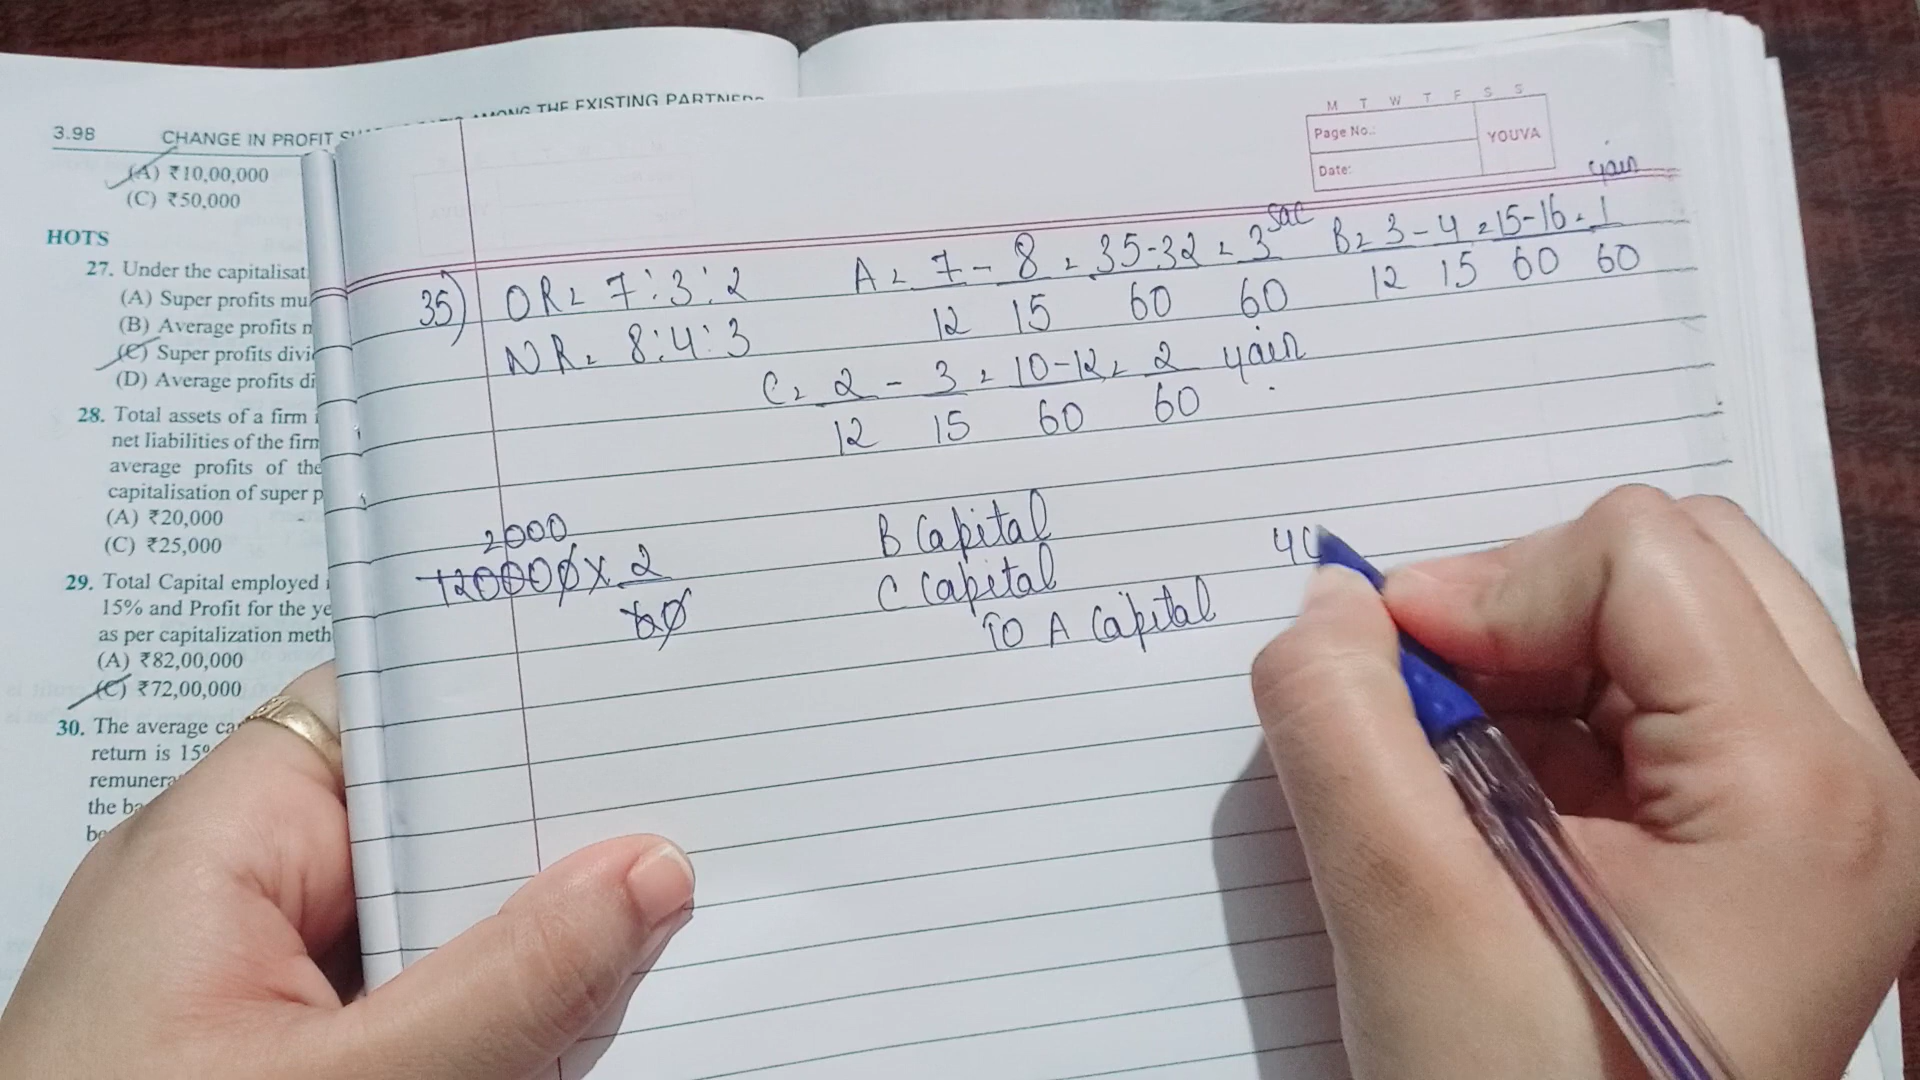 3.98 CHANGE IN PROFIT AMONG THE EXISTING
(A) ₹10,00,000
(C) ₹50,000
HOTS
27. Under the capitalisat
(A) Super profits mu
(B) Average profits
(C) Super profits divi
(D) Average profits di
28. Total assets of a firm
net liabilities of the firm
average profits of the
capitalisation of super p
(A) ₹20,000
(C) ₹25,000
29. Total Capital employed
15% and Profit for the ye
as per capitalization meth
(A) ₹82,00,000
(C) ₹72,00,000
30. The average ca
return is 15%
remunera
the ba
be
M T W T F S S
Page No.: YOUVA
Date:
35) OR = 7:3:2 A = 7 - 8 = 35-32 = 3 sac B = 3 - 4 = 15-16 = 1 gain
12 15 60 60 12 15 60 60
NR = 8:4:3
C = 2 - 3 = 10-12 = 2 gain
12 15 60 60
2000
120000 x 2
60
B Capital 40
C Capital
To A Capital